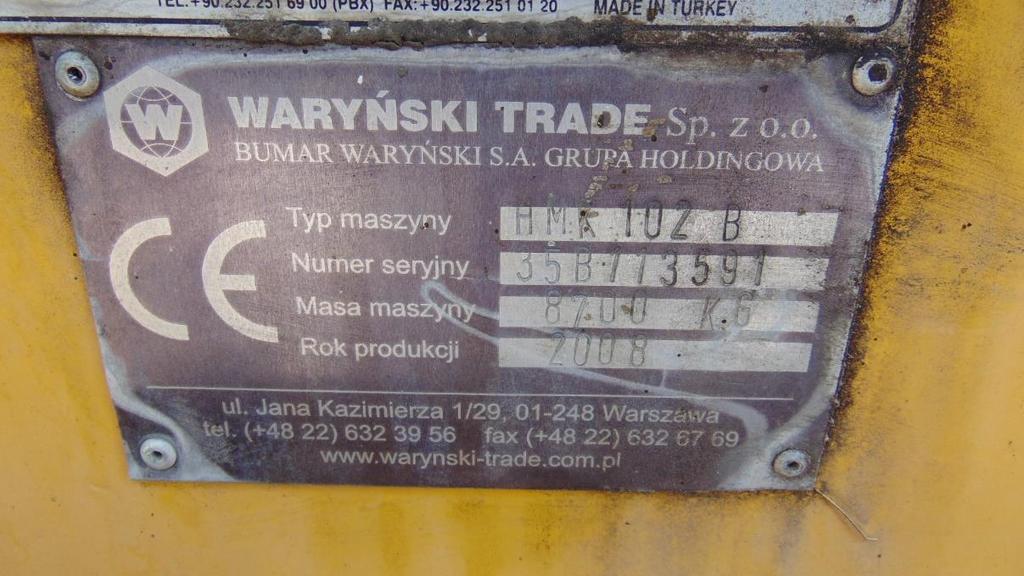 TEL:+90.232.251 69 00 (PBX) FAX:+90.232.251 01 20 MADE IN TURKEY
W
WARYŃSKI TRADE Sp. z o.o.
BUMAR WARYŃSKI S.A. GRUPA HOLDINGOWA
CE
Typ maszyny HMK 102 B
Numer seryjny 35B113591
Masa maszyny 8200 KG
Rok produkcji 2008
ul. Jana Kazimierza 1/29, 01-248 Warszawa
tel. (+48 22) 632 39 56 fax (+48 22) 632 67 69
www.warynski-trade.com.pl